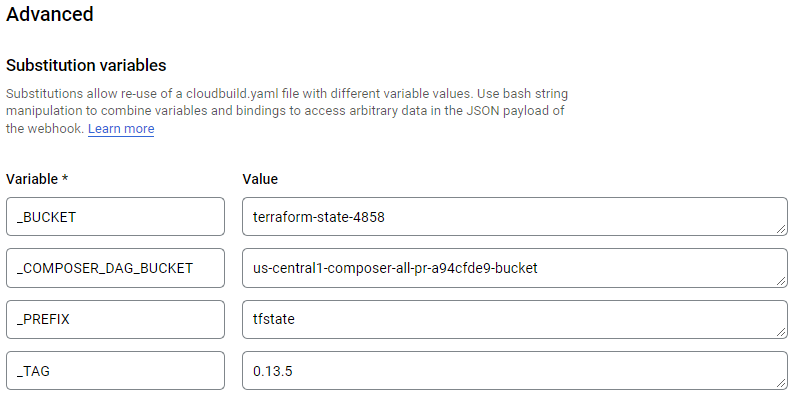 Advanced
Substitution variables
Substitutions allow re-use of a cloudbuild.yaml file with different variable values. Use bash string
manipulation to combine variables and bindings to access arbitrary data in the JSON payload of
the webhook. Learn more
Variable * Value
_BUCKET terraform-state-4858
_COMPOSER_DAG_BUCKET us-central1-composer-all-pr-a94cfde9-bucket
_PREFIX tfstate
_TAG 0.13.5